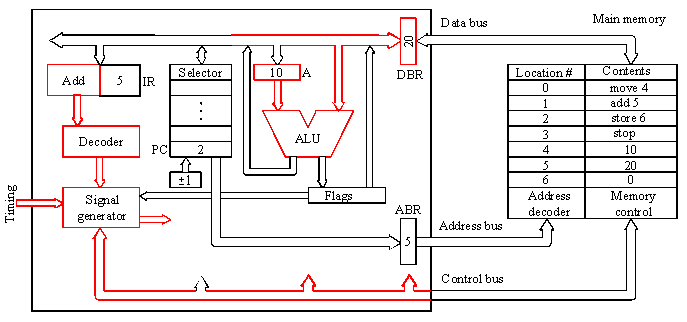 Data bus
Main memory
20
DBR
Add 5 IR
Selector
10 A
Location # Contents
0 move 4
1 add 5
2 store 6
3 stop
4 10
5 20
6 0
Address decoder
Memory control
Decoder
ALU
PC 2
±1
Timing
Signal
generator
Flags
ABR
5
Address bus
Control bus